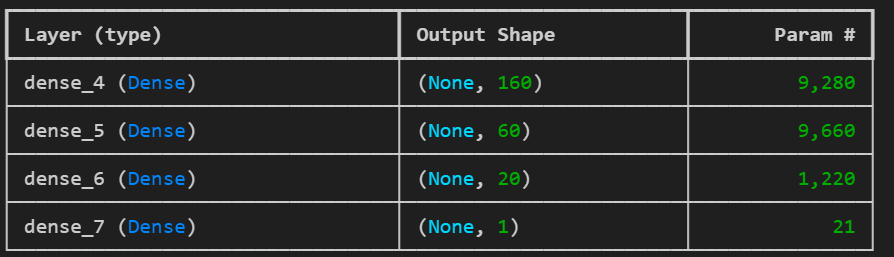 Layer (type) Output Shape Param #
dense_4 (Dense) (None, 160) 9,280
dense_5 (Dense) (None, 60) 9,660
dense_6 (Dense) (None, 20) 1,220
dense_7 (Dense) (None, 1) 21